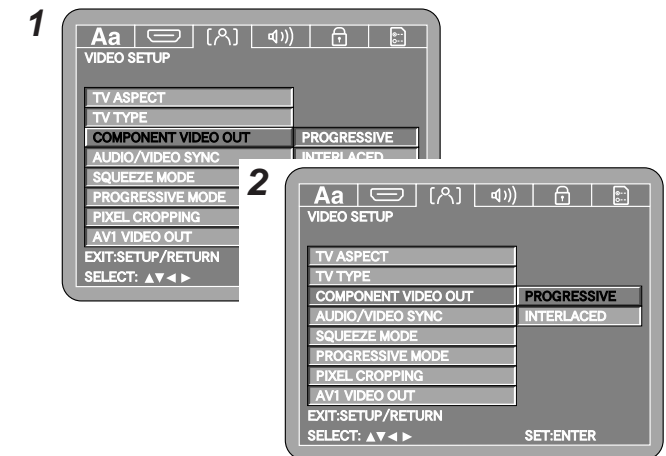 1
Aa
VIDEO SETUP
TV ASPECT
TV TYPE
COMPONENT VIDEO OUT PROGRESSIVE
AUDIO/VIDEO SYNC INTERLACED
SQUEEZE MODE
PROGRESSIVE MODE
PIXEL CROPPING
AV1 VIDEO OUT
EXIT:SETUP/RETURN
SELECT: ▲▼◄►
2
Aa
VIDEO SETUP
TV ASPECT
TV TYPE
COMPONENT VIDEO OUT PROGRESSIVE
AUDIO/VIDEO SYNC INTERLACED
SQUEEZE MODE
PROGRESSIVE MODE
PIXEL CROPPING
AV1 VIDEO OUT
EXIT:SETUP/RETURN
SELECT: ▲▼◄► SET:ENTER